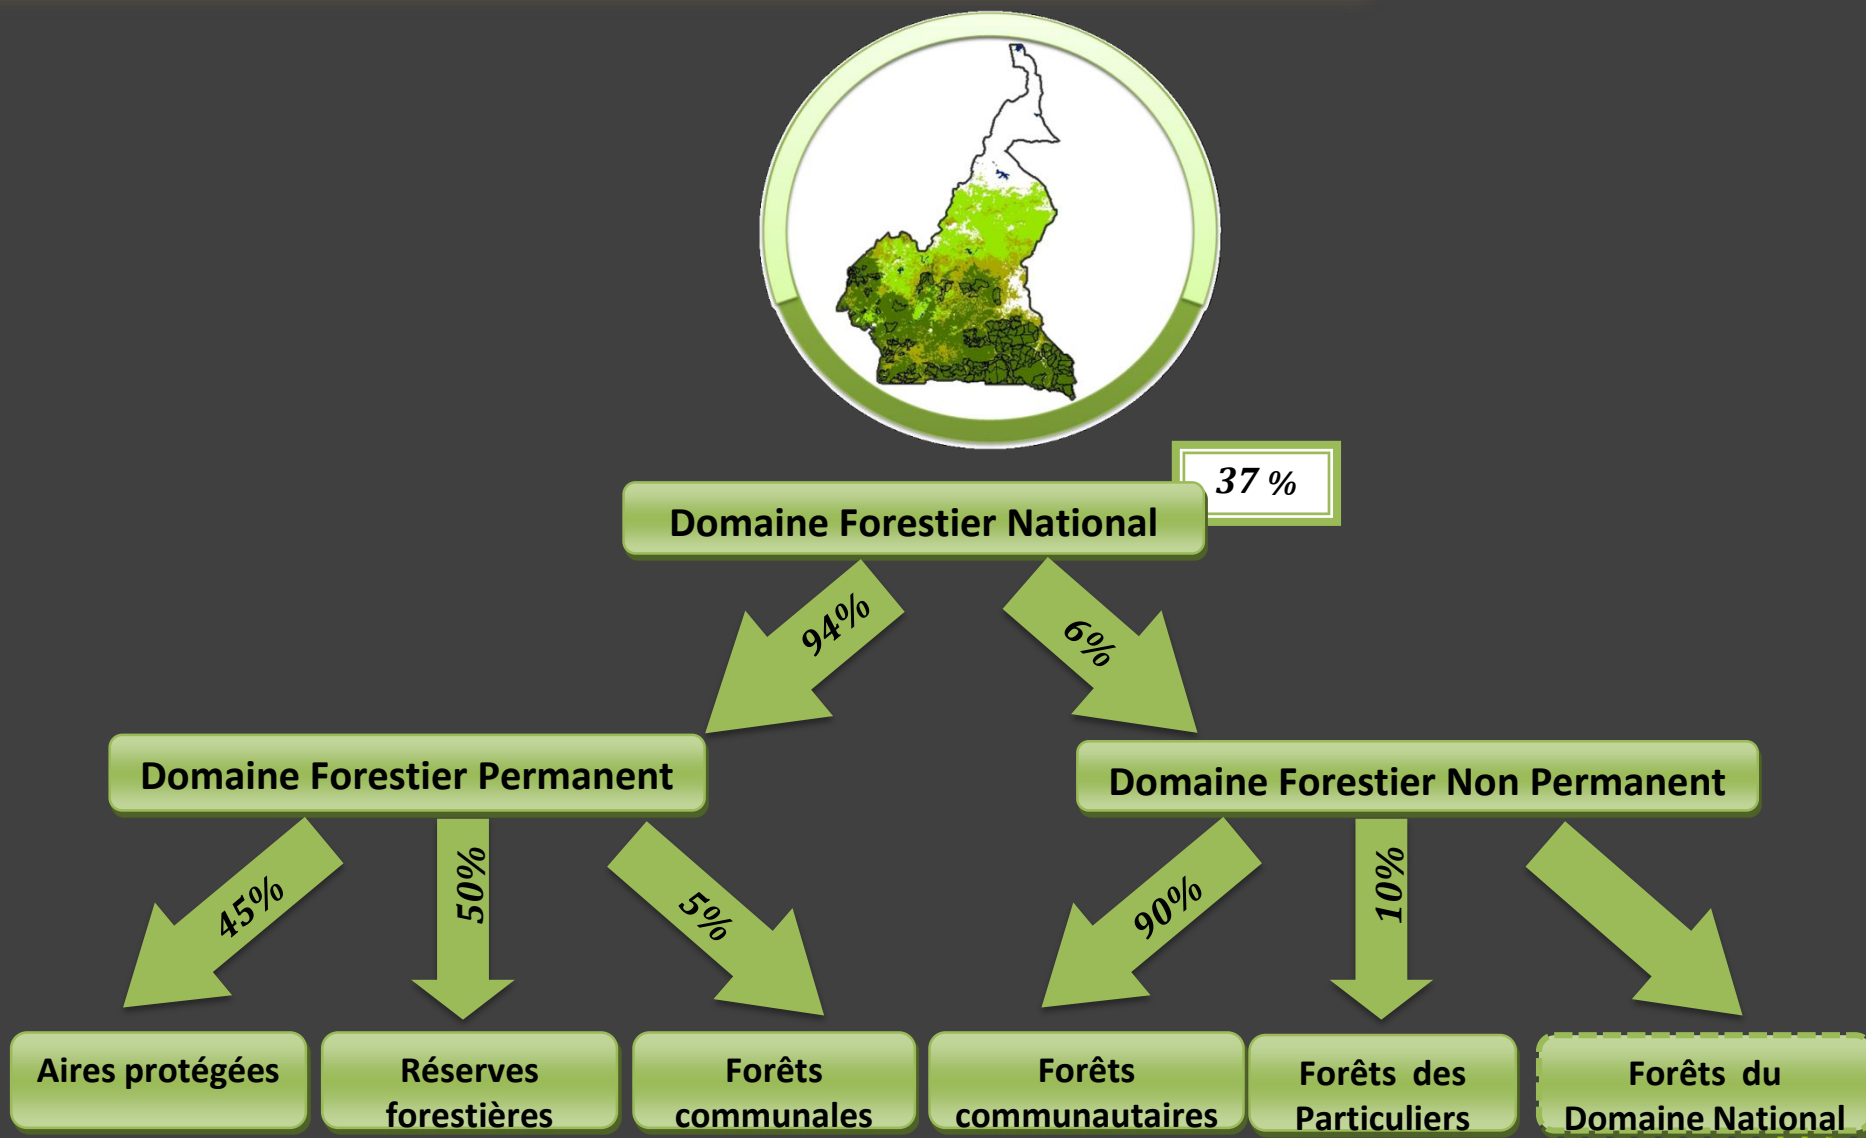 37 %
Domaine Forestier National
94%
6%
Domaine Forestier Permanent
Domaine Forestier Non Permanent
45%
50%
5%
90%
10%
Aires protégées
Réserves
forestières
Forêts
communales
Forêts
communautaires
Forêts des
Particuliers
Forêts du
Domaine National